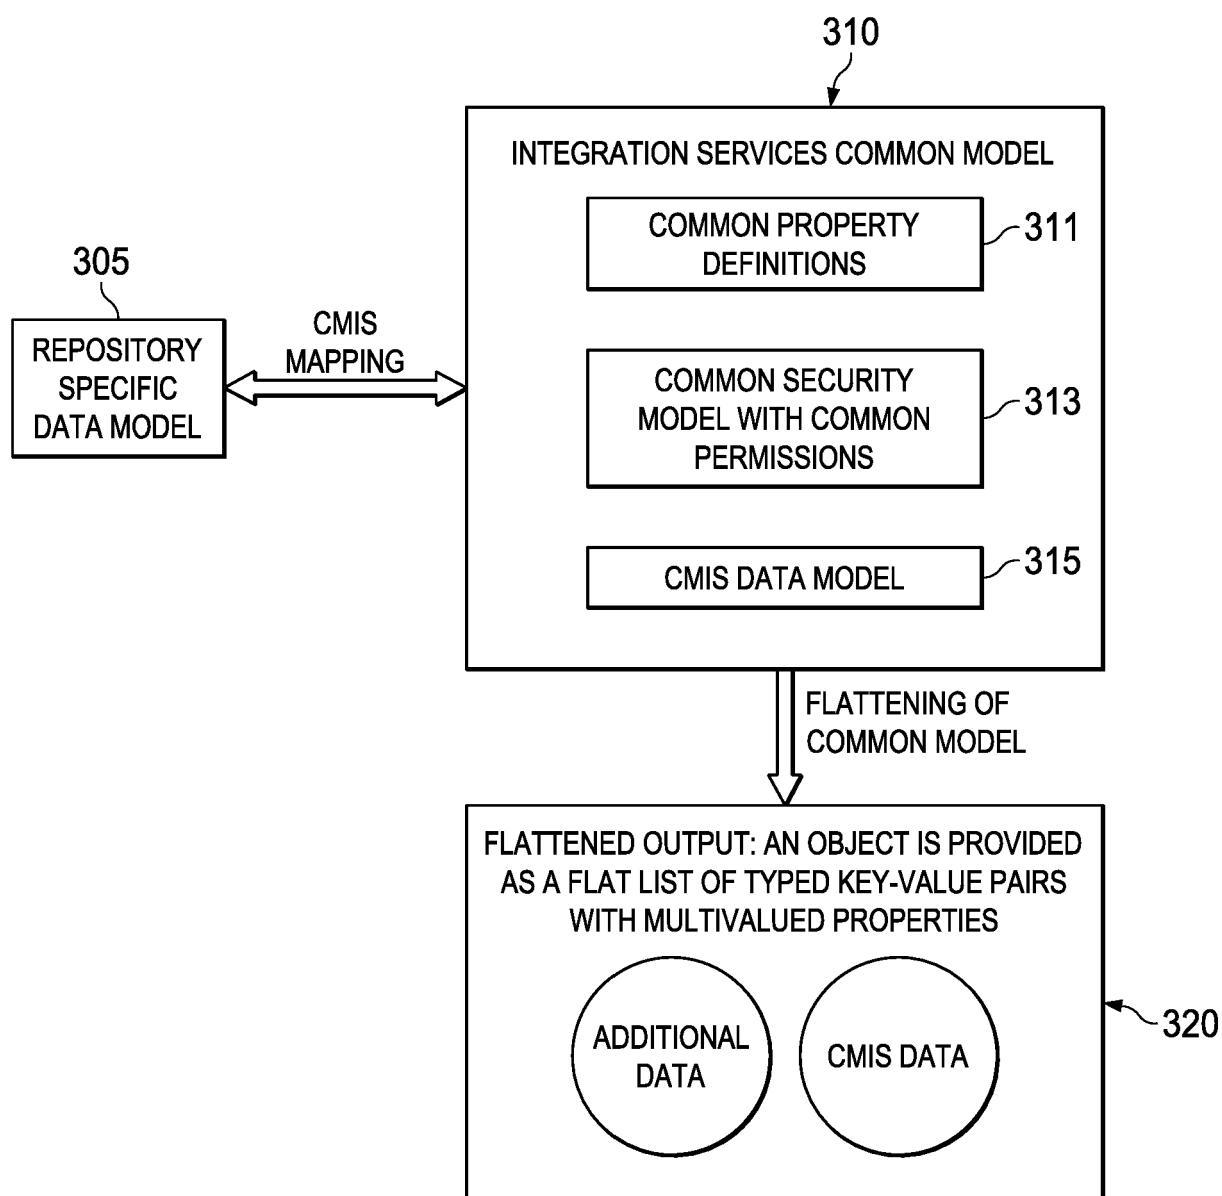 310
INTEGRATION SERVICES COMMON MODEL
COMMON PROPERTY
DEFINITIONS
311
305
REPOSITORY
SPECIFIC
DATA MODEL
CMIS
MAPPING
COMMON SECURITY
MODEL WITH COMMON
PERMISSIONS
313
CMIS DATA MODEL
315
FLATTENING OF
COMMON MODEL
FLATTENED OUTPUT: AN OBJECT IS PROVIDED
AS A FLAT LIST OF TYPED KEY-VALUE PAIRS
WITH MULTIVALUED PROPERTIES
ADDITIONAL
DATA
CMIS DATA
320